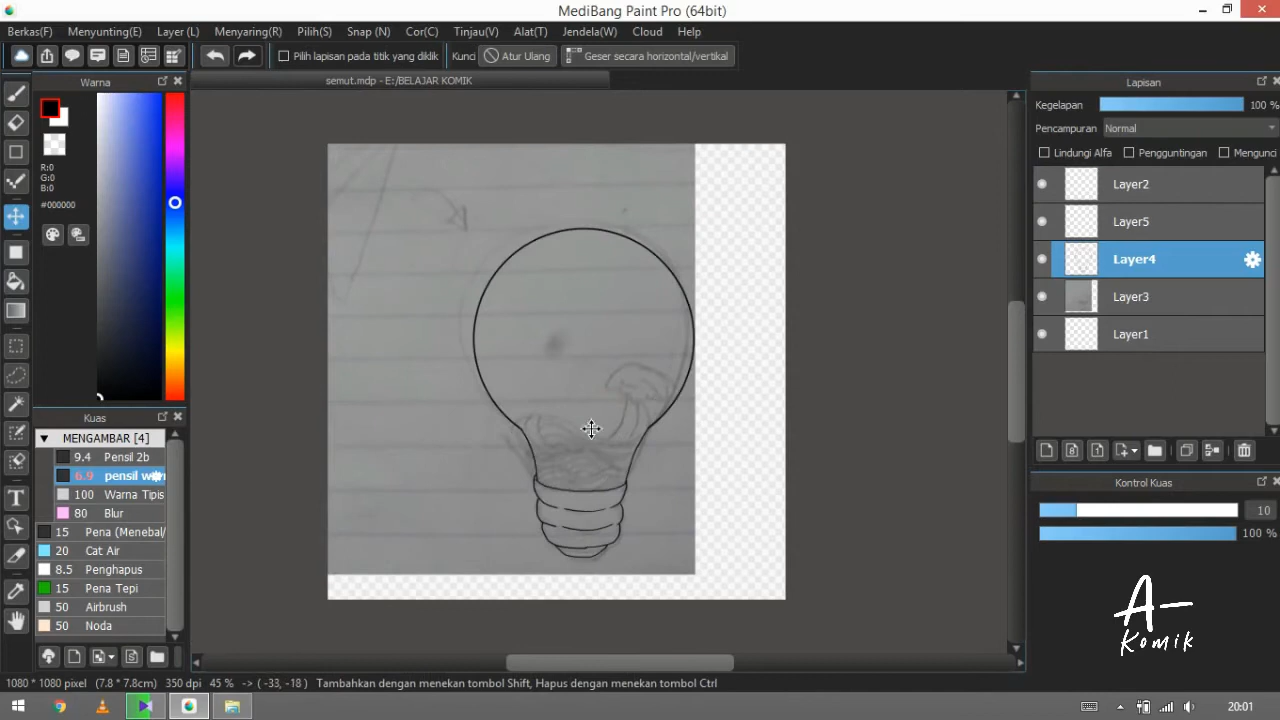 MediBang Paint Pro (64bit)
Berkas(F) Menyunting(E) Layer (L) Menyaring(R) Pilih(S) Snap (N) Cor(C) Tinjau(V) Alat(T) Jendela(W) Cloud Help
Pilih lapisan pada titik yang diklik Kunci Atur Ulang Geser secara horizontal/vertikal
semut.mdp - E:/BELAJAR KOMIK
Warna
R:0
G:0
B:0
#000000
Kuas
MENGAMBAR [4]
9.4 Pensil 2b
6.9 pensil
100 Warna Tipis
80 Blur
15 Pena (Menebal/
20 Cat Air
8.5 Penghapus
15 Pena Tepi
50 Airbrush
50 Noda
Lapisan
Kegelapan 100 %
Pencampuran Normal
Lindungi Alfa Pengguntingan Mengunci
Layer2
Layer5
Layer4
Layer3
Layer1
Kontrol Kuas
10
100 %
A-
Komik
1080 * 1080 pixel (7.8 * 7.8cm) 350 dpi 45 % -> ( -33, -18 ) Tambahkan dengan menekan tombol Shift, Hapus dengan menekan tombol Ctrl
20:01